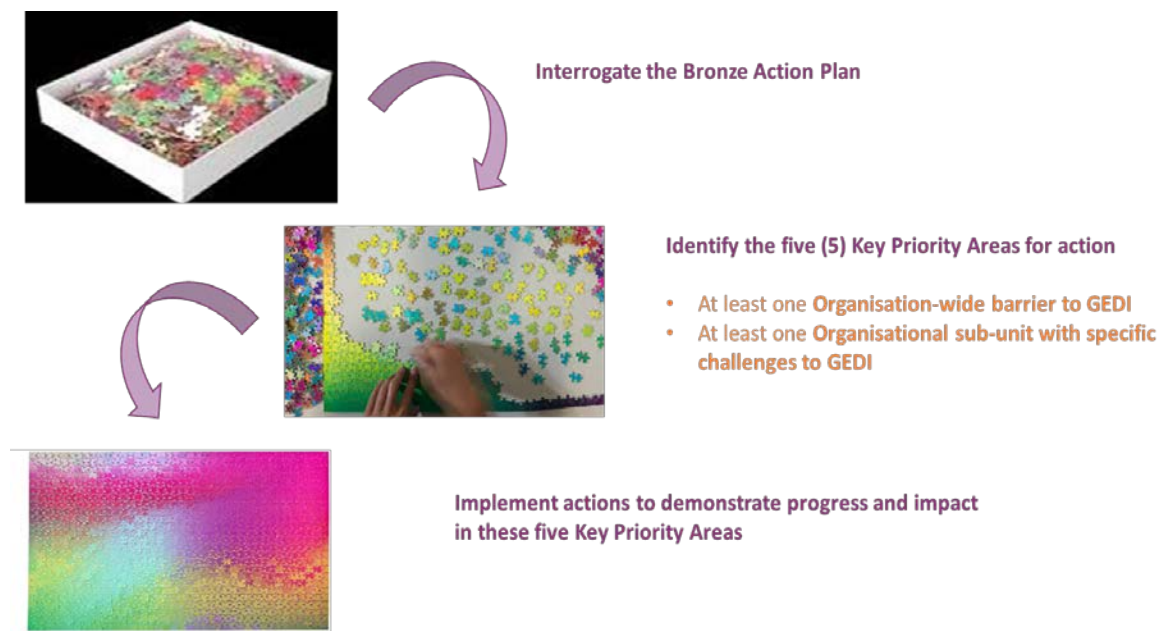 Interrogate the Bronze Action Plan
Identify the five (5) Key Priority Areas for action
• At least one Organisation-wide barrier to GEDI
• At least one Organisational sub-unit with specific
challenges to GEDI
Implement actions to demonstrate progress and impact
in these five Key Priority Areas